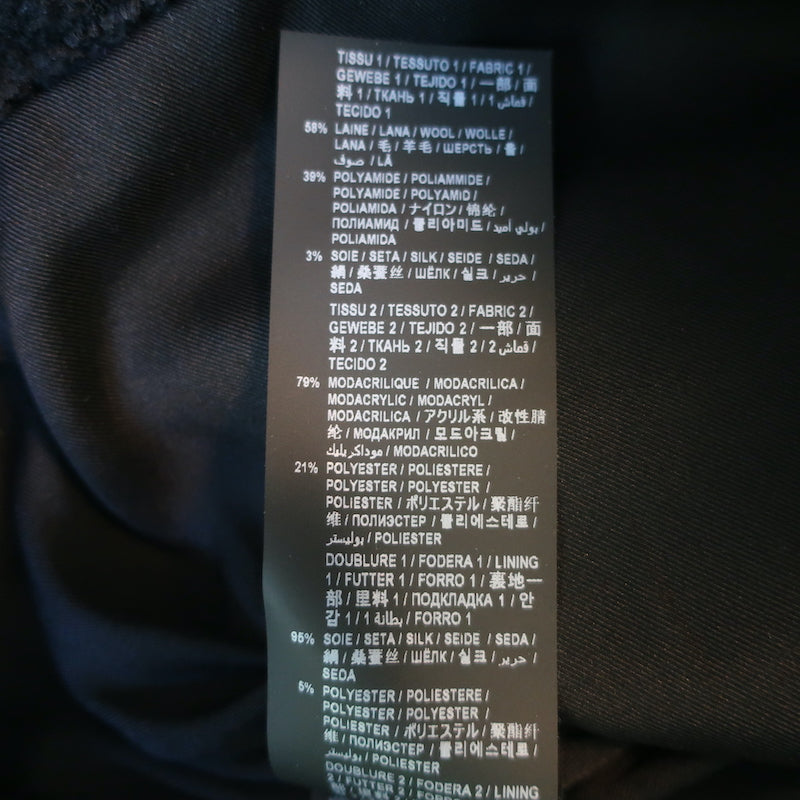 TISSU 1 / TESSUTO 1 / FABRIC 1 /
GEWEBE 1 / TEJIDO 1 / 一部 / 面
料 1 / ТКАНЬ 1 / 직물 1 / قماش 1 /
TECIDO 1
58% LAINE / LANA / WOOL / WOLLE /
LANA / 毛 / 羊毛 / ШЕРСТЬ / 울 /
صوف / LÃ
39% POLYAMIDE / POLIAMMIDE /
POLYAMIDE / POLYAMID /
POLIAMIDA / ナイロン / 锦纶 /
ПОЛИАМИД / 폴리아미드 / بولي أميد /
POLIAMIDA
3% SOIE / SETA / SILK / SEIDE / SEDA /
絹 / 桑蚕丝 / ШЁЛК / 실크 / حرير /
SEDA
TISSU 2 / TESSUTO 2 / FABRIC 2 /
GEWEBE 2 / TEJIDO 2 / 一部 / 面
料 2 / ТКАНЬ 2 / 직물 2 / قماش 2 /
TECIDO 2
79% MODACRILIQUE / MODACRILICA /
MODACRYLIC / MODACRYL /
MODACRILICA / アクリル系 / 改性腈
纶 / МОДАКРИЛ / 모드아크릴 /
موداكريليك / MODACRILICO
21% POLYESTER / POLIESTERE /
POLYESTER / POLYESTER /
POLIESTER / ポリエステル / 聚酯纤
维 / ПОЛИЭСТЕР / 폴리에스테르 /
بوليستر / POLIESTER
DOUBLURE 1 / FODERA 1 / LINING
1 / FUTTER 1 / FORRO 1 / 裏地一
部 / 里料 1 / ПОДКЛАДКА 1 / 안
감 1 / بطانة 1 / FORRO 1
95% SOIE / SETA / SILK / SEIDE / SEDA /
絹 / 桑蚕丝 / ШЁЛК / 실크 / حرير /
SEDA
5% POLYESTER / POLIESTERE /
POLYESTER / POLYESTER /
POLIESTER / ポリエステル / 聚酯纤
维 / ПОЛИЭСТЕР / 폴리에스테르 /
بوليستر / POLIESTER
DOUBLURE 2 / FODERA 2 / LINING
2 / FUTTER 2 / FORRO 2 /